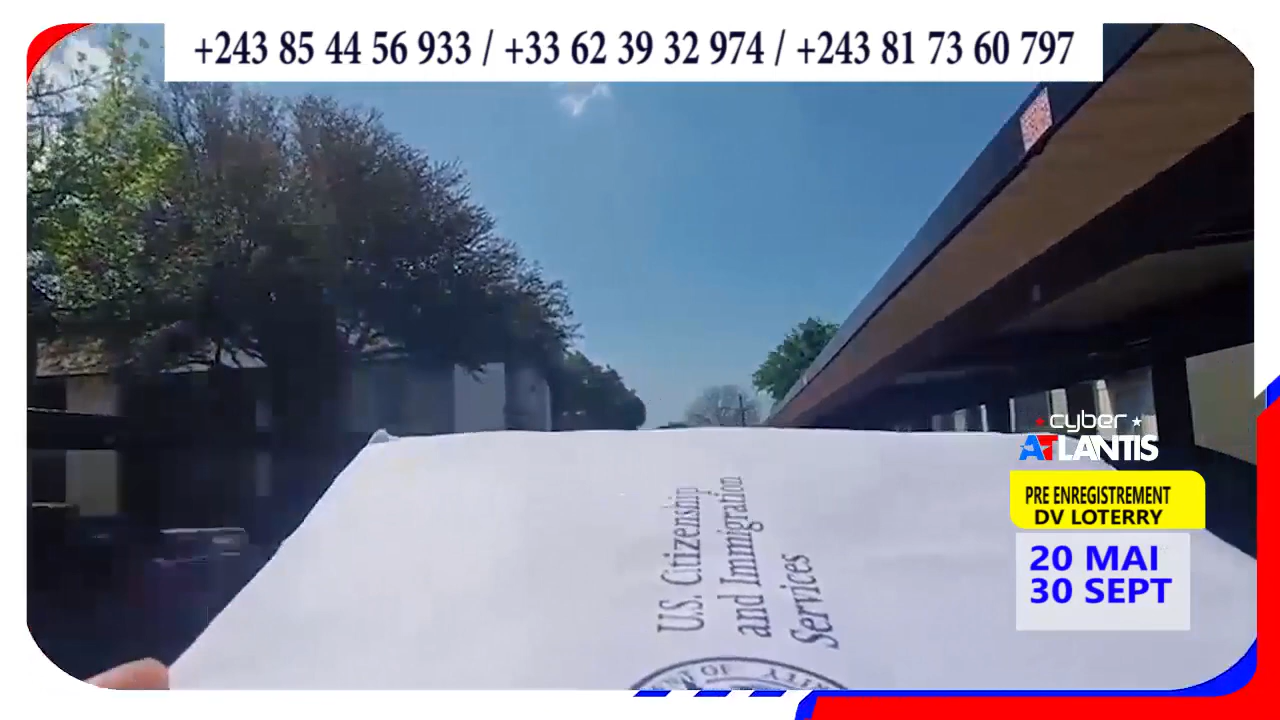 +243 85 44 56 933 / +33 62 39 32 974 / +243 81 73 60 797
cyber
ATLANTIS
PRE ENREGISTREMENT
DV LOTERRY
20 MAI
30 SEPT
U.S. Citizenship
and Immigration
Services